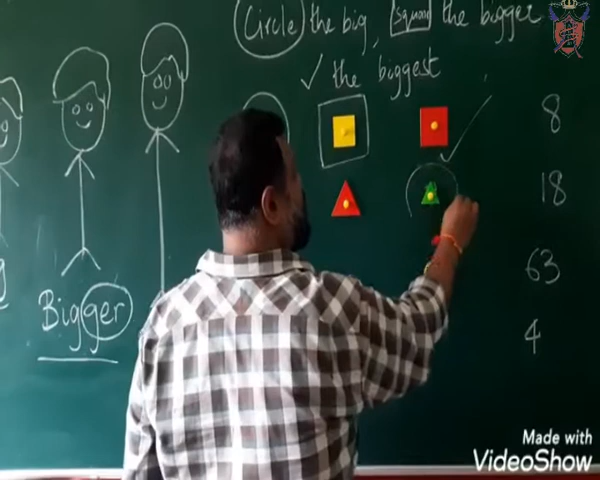 Circle the big, square the bigger
✓ the biggest
8
18
63
4
Bigger
Made with
VideoShow